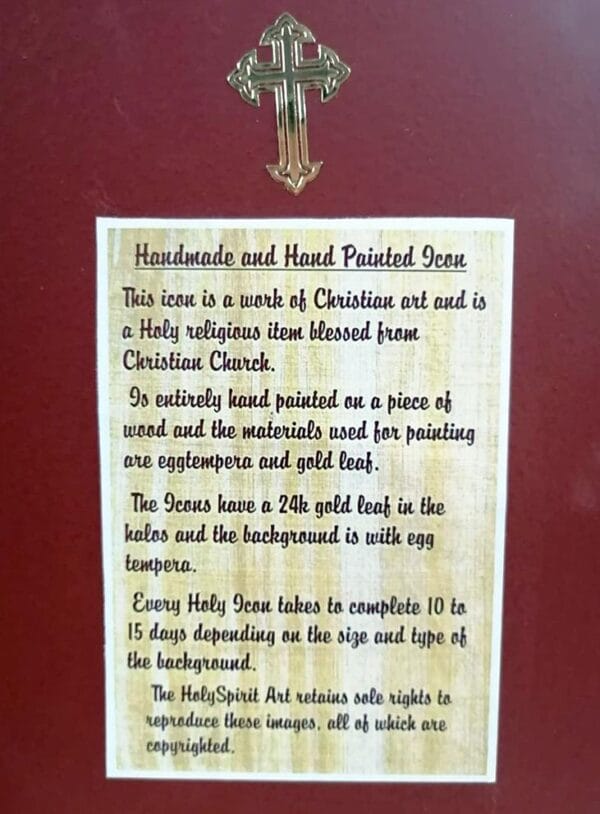 Handmade and Hand Painted Icon
This icon is a work of Christian art and is
a Holy religious item blessed from
Christian Church.
Is entirely hand painted on a piece of
wood and the materials used for painting
are eggtempera and gold leaf.
The Icons have a 24k gold leaf in the
halos and the background is with egg
tempera.
Every Holy Icon takes to complete 10 to
15 days depending on the size and type of
the background.
The HolySpirit Art retains sole rights to
reproduce these images, all of which are
copyrighted.